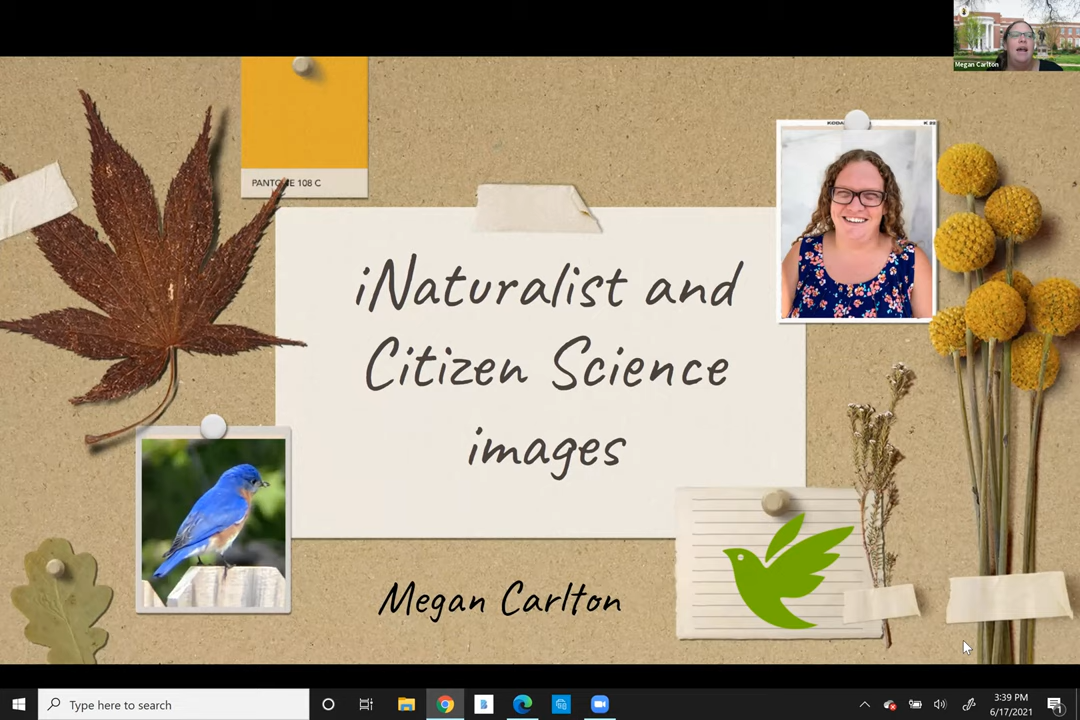 Megan Carlton
PANTONE 108 C
iNaturalist and
Citizen Science
images
Megan Carlton
Type here to search
3:39 PM
6/17/2021